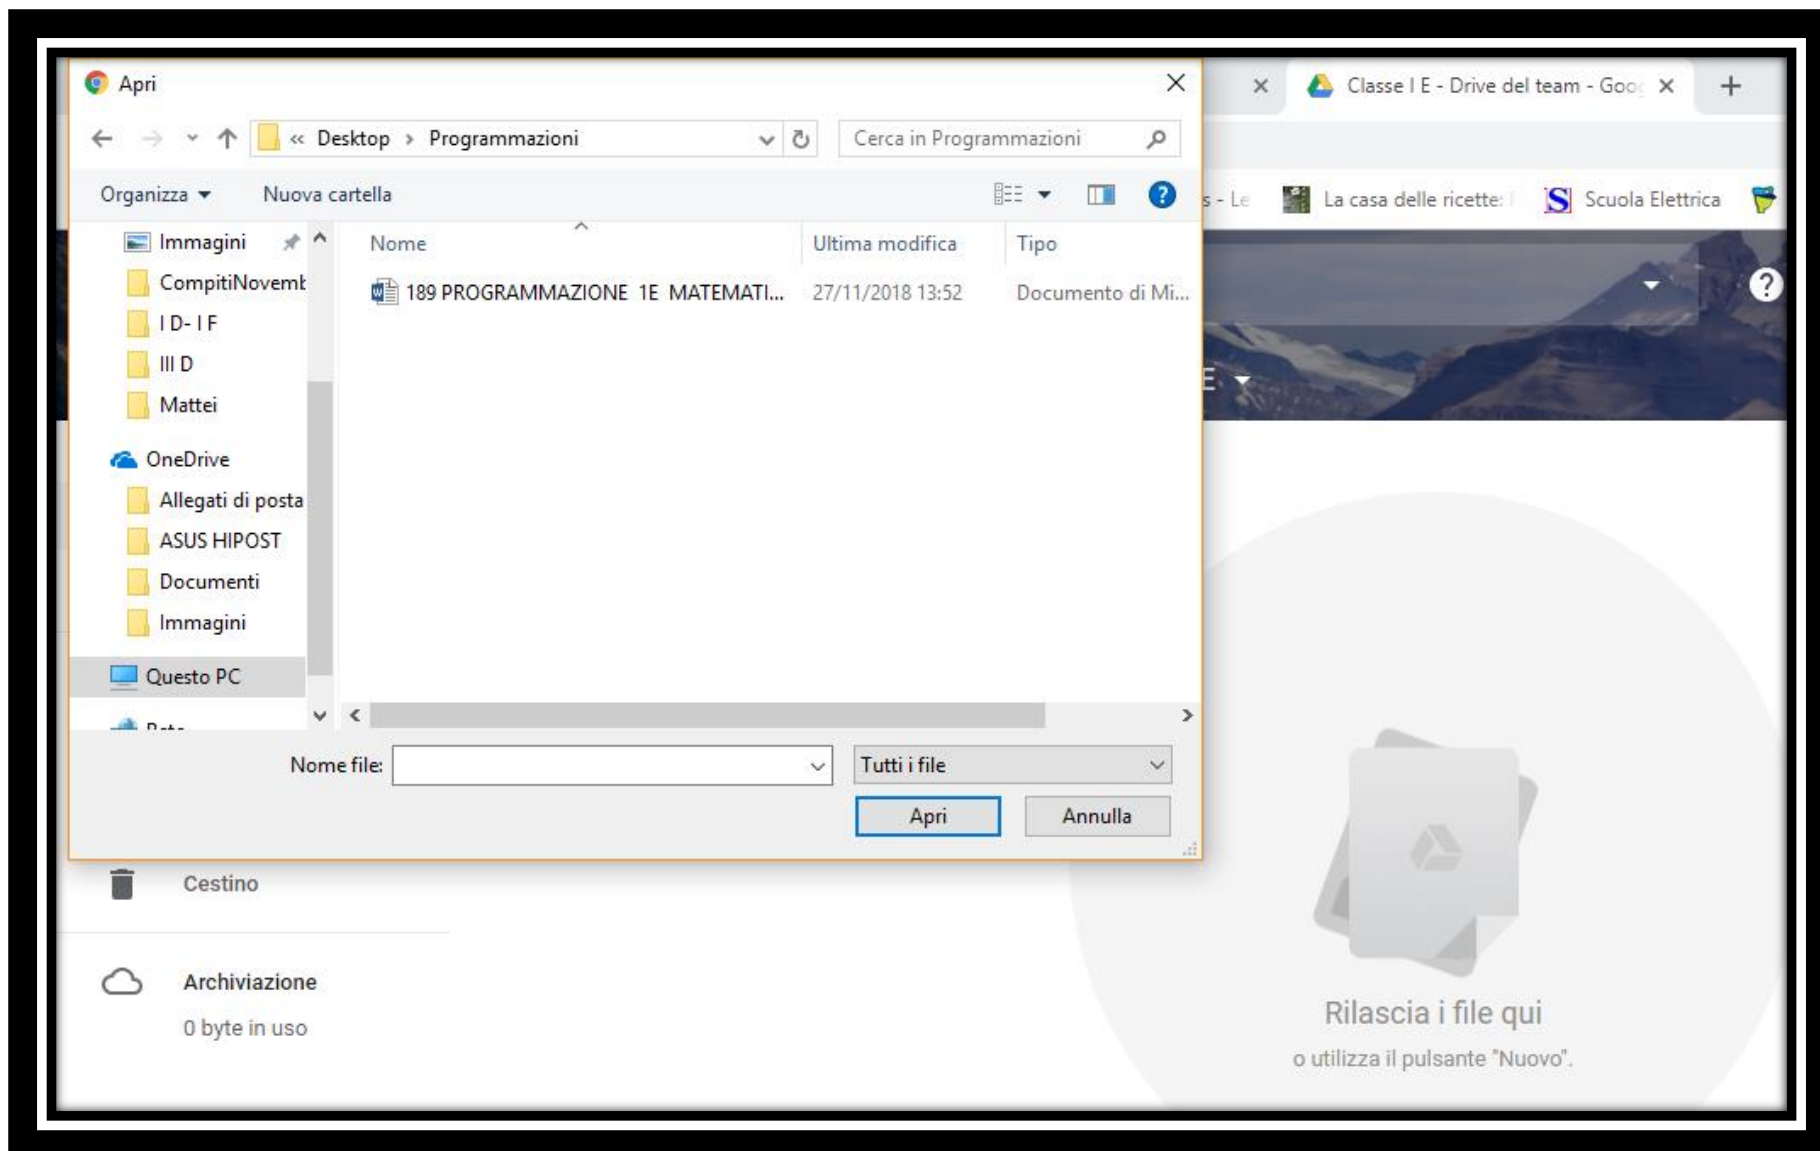 Apri
Classe I E - Drive del team - Goo
« Desktop › Programmazioni
Cerca in Programmazioni
Organizza
Nuova cartella
s - Le
La casa delle ricette:
Scuola Elettrica
Immagini
Nome
Ultima modifica
Tipo
CompitiNovemb
189 PROGRAMMAZIONE 1E MATEMATI...
27/11/2018 13:52
Documento di Mi...
I D- I F
III D
E
Mattei
OneDrive
Allegati di posta
ASUS HIPOST
Documenti
Immagini
Questo PC
Nome file:
Tutti i file
Apri
Annulla
Cestino
Archiviazione
0 byte in uso
Rilascia i file qui
o utilizza il pulsante "Nuovo".